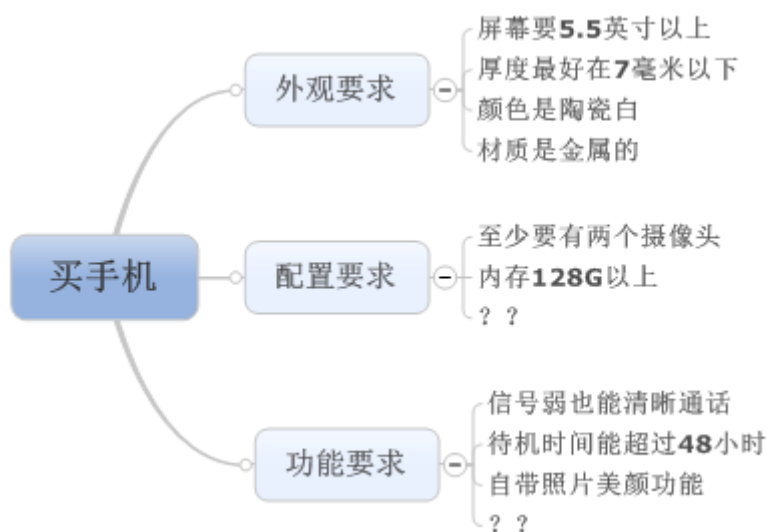 买手机
外观要求
屏幕要5.5英寸以上
厚度最好在7毫米以下
颜色是陶瓷白
材质是金属的
配置要求
至少要有两个摄像头
内存128G以上
？？
功能要求
信号弱也能清晰通话
待机时间能超过48小时
自带照片美颜功能
？？